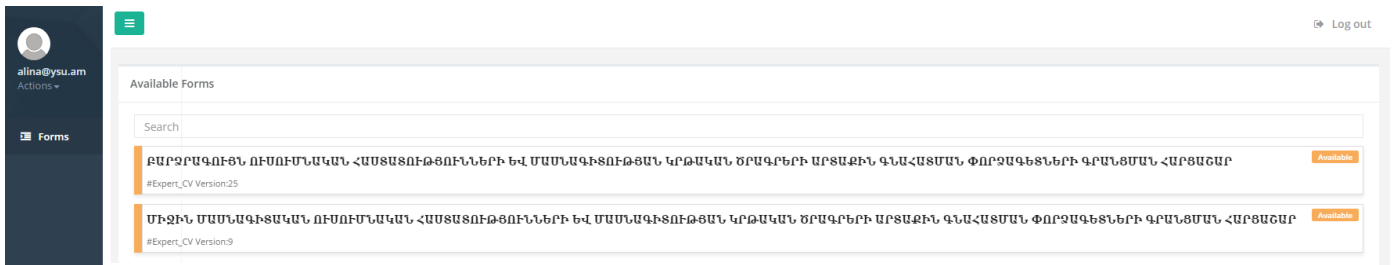 Log out
alina@ysu.am
Actions
Forms
Available Forms
Search
ԲԱՐՁՐԱԳՈՒՅՆ ՈՒՍՈՒՄՆԱԿԱՆ ՀԱՍՏԱՏՈՒԹՅՈՒՆՆԵՐԻ ԵՎ ՄԱՍՆԱԳԻՏՈՒԹՅԱՆ ԿՐԹԱԿԱՆ ԾՐԱԳՐԵՐԻ ԱՐՏԱՔԻՆ ԳՆԱՀԱՏՄԱՆ ՓՈՐՁԱԳԵՏՆԵՐԻ ԳՐԱՆՑՄԱՆ ՀԱՐՑԱՇԱՐ
Available
#Expert_CV Version:25
ՄԻՋԻՆ ՄԱՍՆԱԳԻՏԱԿԱՆ ՈՒՍՈՒՄՆԱԿԱՆ ՀԱՍՏԱՏՈՒԹՅՈՒՆՆԵՐԻ ԵՎ ՄԱՍՆԱԳԻՏՈՒԹՅԱՆ ԿՐԹԱԿԱՆ ԾՐԱԳՐԵՐԻ ԱՐՏԱՔԻՆ ԳՆԱՀԱՏՄԱՆ ՓՈՐՁԱԳԵՏՆԵՐԻ ԳՐԱՆՑՄԱՆ ՀԱՐՑԱՇԱՐ
Available
#Expert_CV Version:9